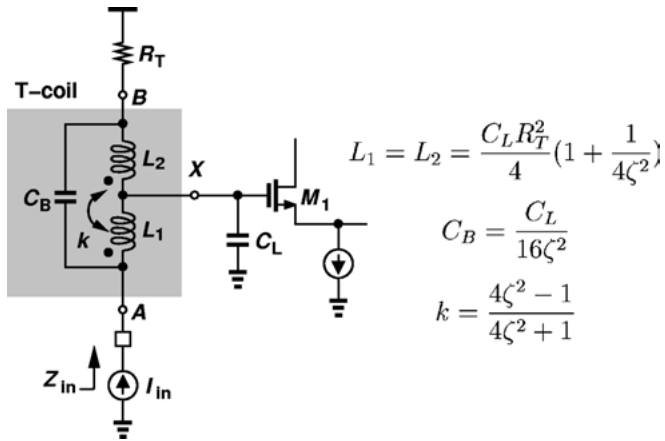 R_T
B
T-coil
L_2
X
M_1
C_B
k
L_1
C_L
A
Z_in
I_in
L_1 = L_2 = \frac{C_L R_T^2}{4}(1 + \frac{1}{4ζ^2})
C_B = \frac{C_L}{16ζ^2}
k = \frac{4ζ^2 - 1}{4ζ^2 + 1}